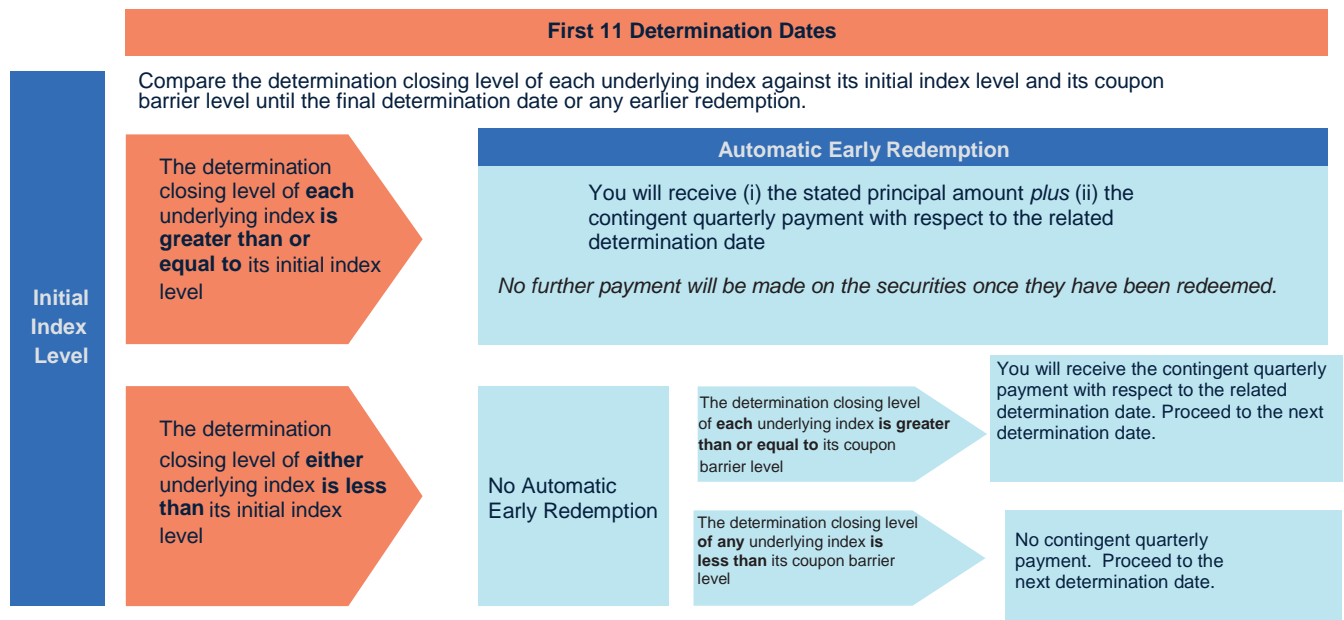 First 11 Determination Dates
Compare the determination closing level of each underlying index against its initial index level and its coupon
barrier level until the final determination date or any earlier redemption.
Initial
Index
Level
The determination
closing level of each
underlying index is
greater than or
equal to its initial index
level
Automatic Early Redemption
You will receive (i) the stated principal amount plus (ii) the
contingent quarterly payment with respect to the related
determination date
No further payment will be made on the securities once they have been redeemed.
The determination
closing level of either
underlying index is less
than its initial index
level
No Automatic
Early Redemption
The determination closing level
of each underlying index is greater
than or equal to its coupon
barrier level
You will receive the contingent quarterly
payment with respect to the related
determination date. Proceed to the next
determination date.
The determination closing level
of any underlying index is
less than its coupon barrier
level
No contingent quarterly
payment.  Proceed to the
next determination date.